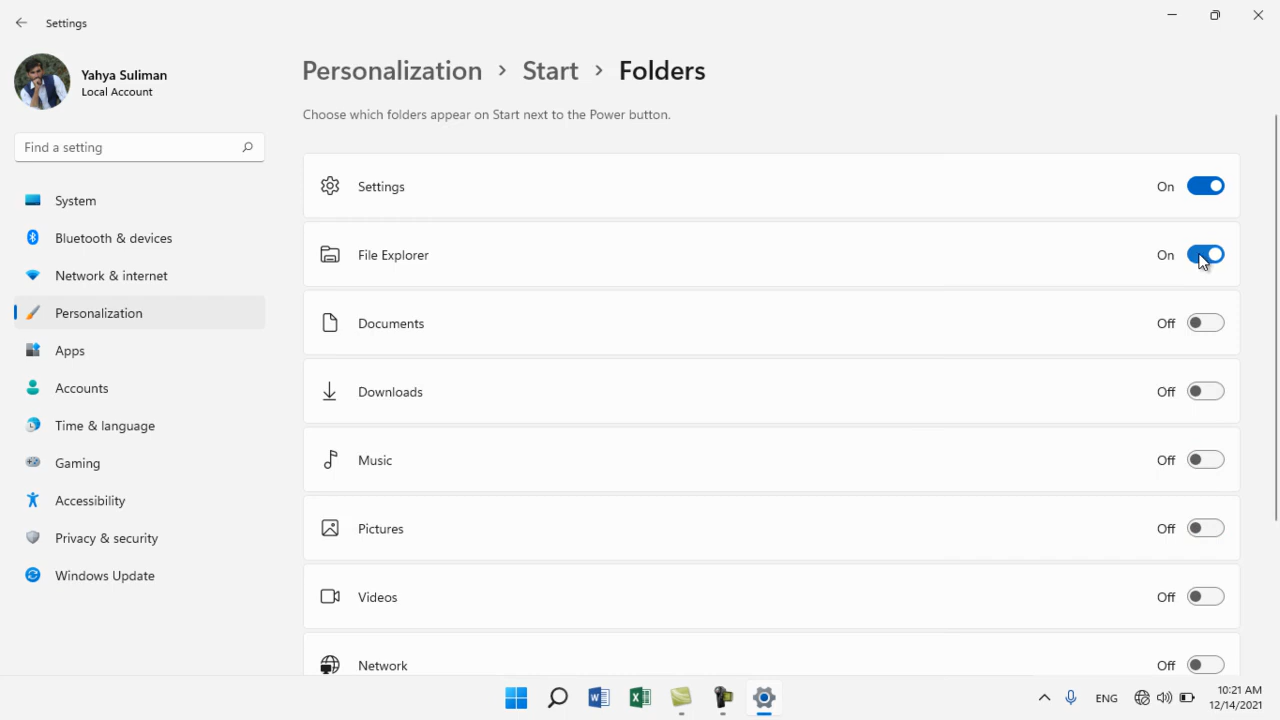 Settings
Yahya Suliman
Local Account
Find a setting
System
Bluetooth & devices
Network & internet
Personalization
Apps
Accounts
Time & language
Gaming
Accessibility
Privacy & security
Windows Update
Personalization > Start > Folders
Choose which folders appear on Start next to the Power button.
Settings On
File Explorer On
Documents Off
Downloads Off
Music Off
Pictures Off
Videos Off
Network Off
ENG
10:21 AM
12/14/2021